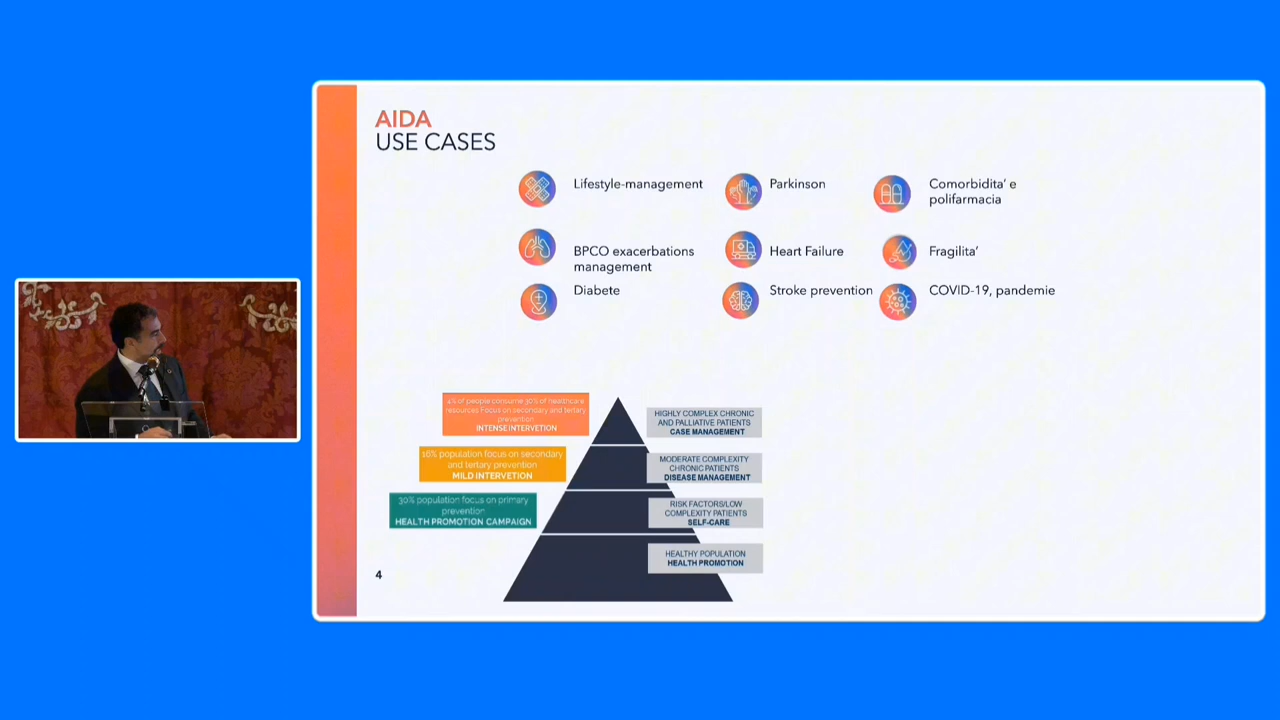 AIDA
USE CASES
Lifestyle-management
Parkinson
Comorbidita' e
polifarmacia
BPCO exacerbations
management
Heart Failure
Fragilita'
Diabete
Stroke prevention
COVID-19, pandemie
4% of people consume 30% of healthcare
resources Focus on secondary and tertiary
prevention
INTENSE INTERVENTION
HIGHLY COMPLEX CHRONIC
AND PALLIATIVE PATIENTS
CASE MANAGEMENT
16% population focus on secondary
and tertiary prevention
MILD INTERVENTION
MODERATE COMPLEXITY
CHRONIC PATIENTS
DISEASE MANAGEMENT
30% population focus on primary
prevention
HEALTH PROMOTION CAMPAIGN
RISK FACTORS/LOW
COMPLEXITY PATIENTS
SELF-CARE
HEALTHY POPULATION
HEALTH PROMOTION
4